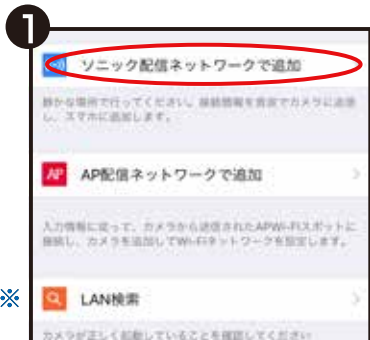 1
ソニック配信ネットワークで追加
静かな場所で行ってください。接続情報を音波でカメラに送信
し、スマホに追加します。
AP AP配信ネットワークで追加
入力情報に従って、カメラから送信されたAPWi-Fiスポットに
接続し、カメラを追加してWi-Fiネットワークを設定します。
※ LAN検索
カメラが正しく起動していることを確認してください